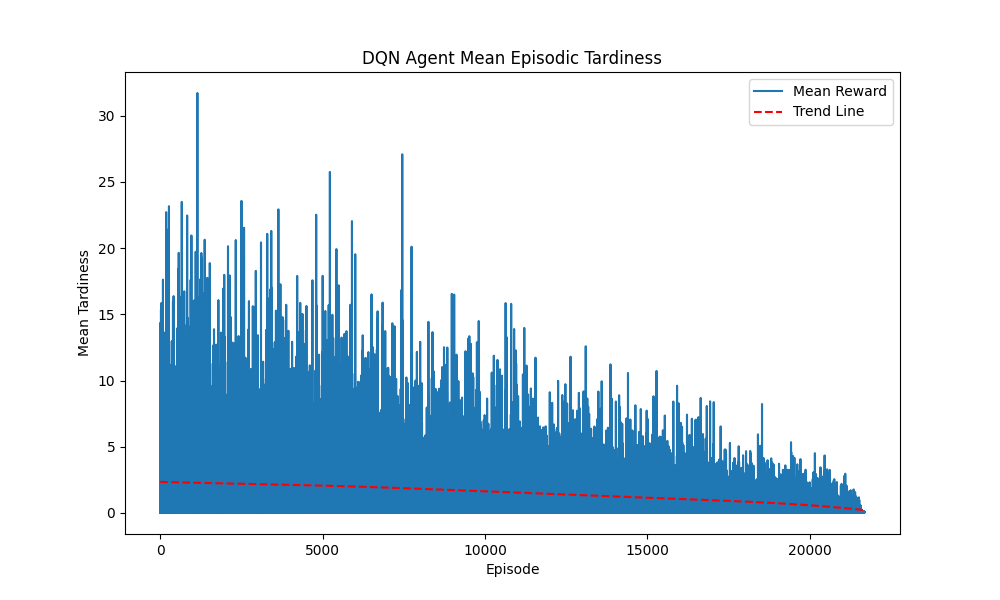 DQN Agent Mean Episodic Tardiness
Mean Reward
Trend Line
30
25
20
15
10
5
0
Mean Tardiness
0
5000
10000
15000
20000
Episode